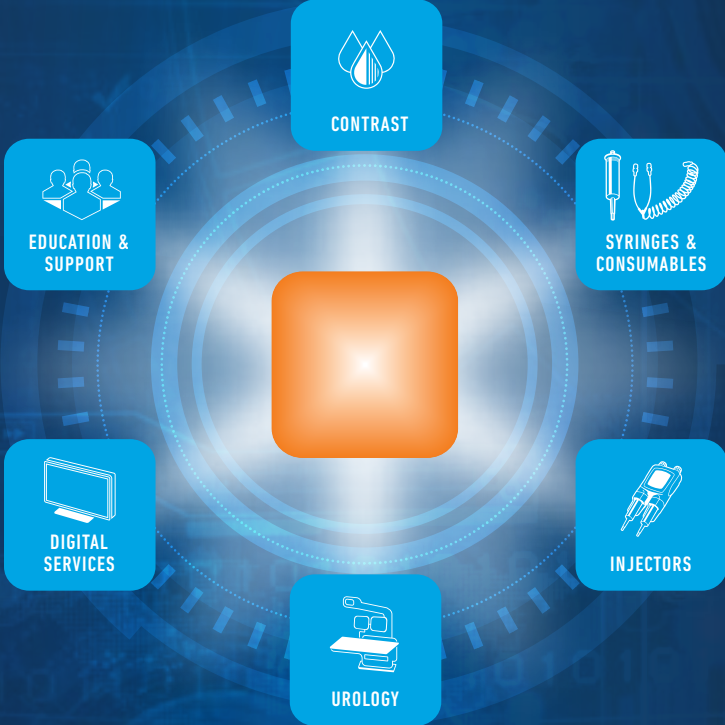 CONTRAST
EDUCATION &
SUPPORT
SYRINGES &
CONSUMABLES
DIGITAL
SERVICES
INJECTORS
UROLOGY